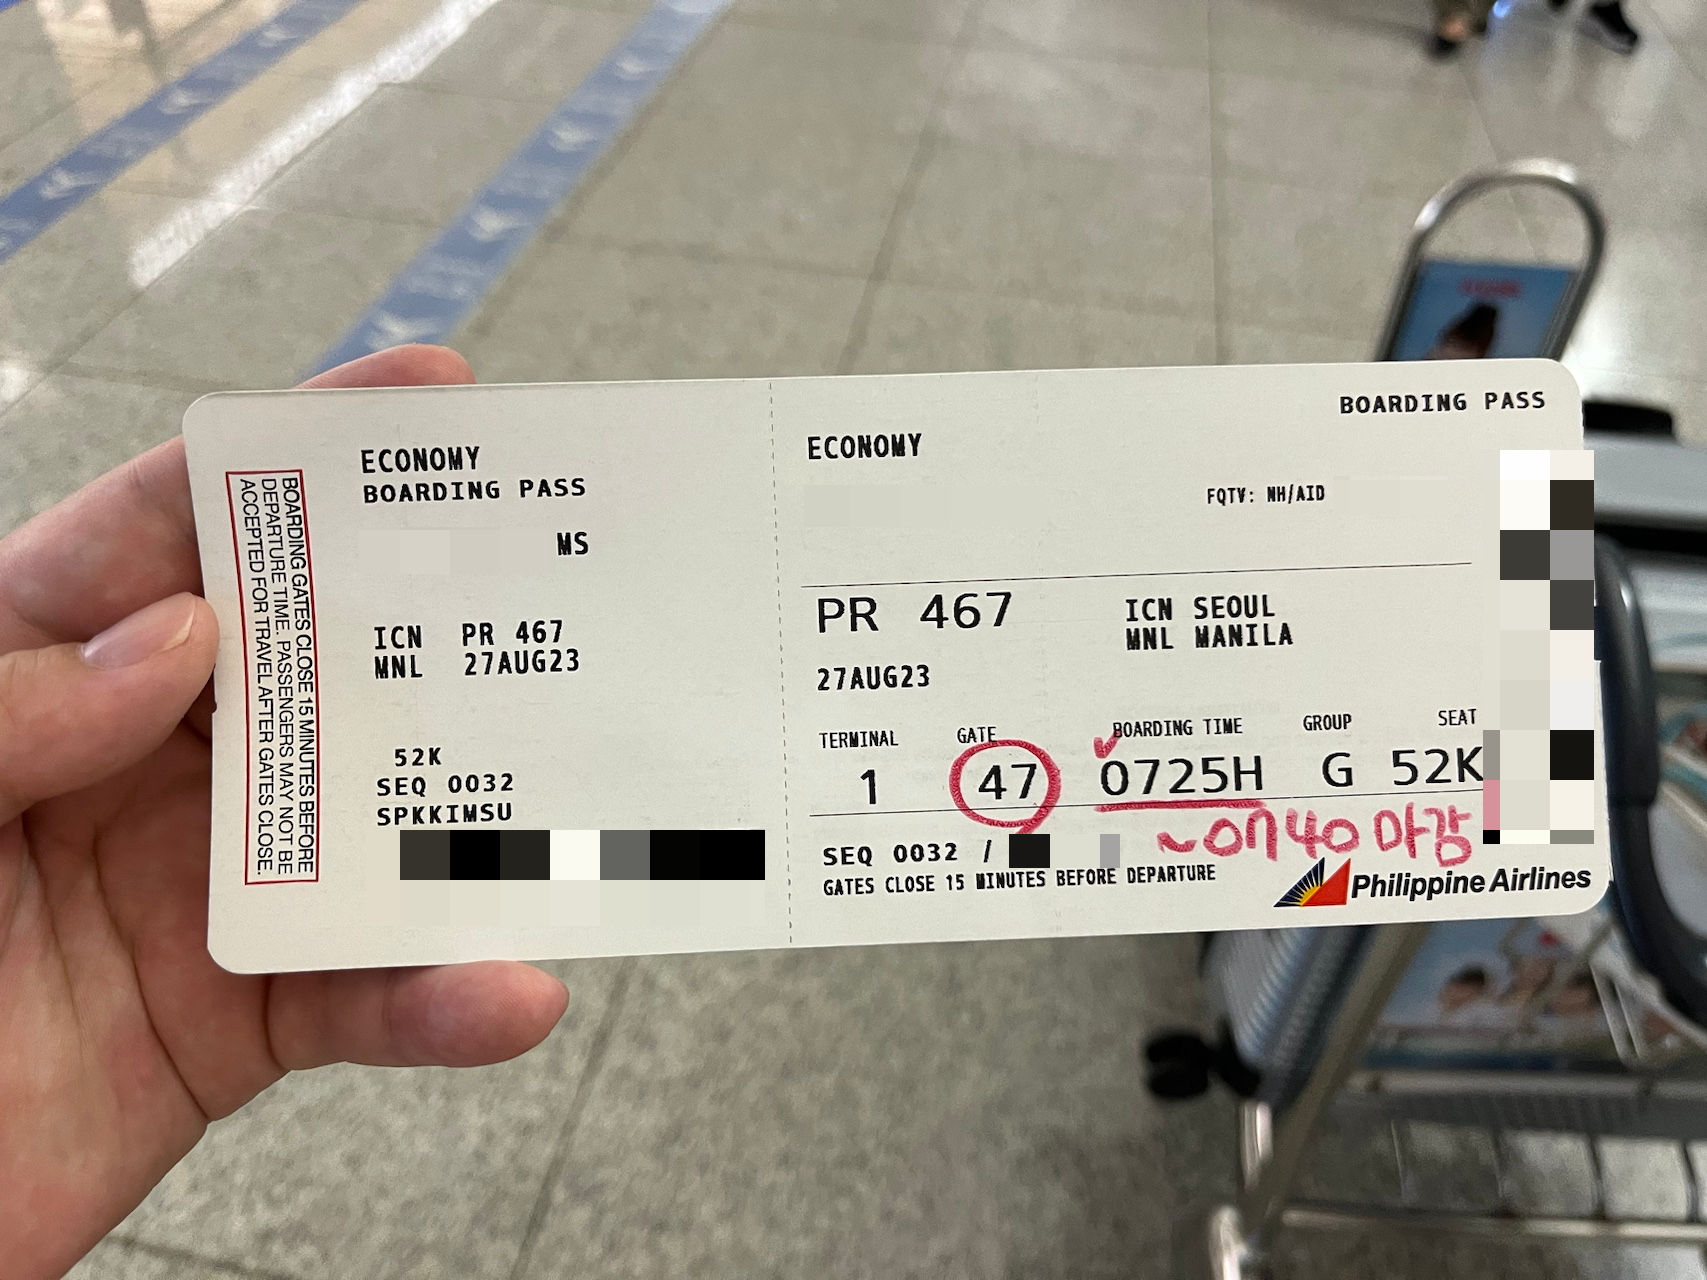 BOARDING GATES CLOSE 15 MINUTES BEFORE
DEPARTURE TIME. PASSENGERS MAY NOT BE
ACCEPTED FOR TRAVEL AFTER GATES CLOSE.
ECONOMY
BOARDING PASS
MS
ICN PR 467
MNL 27AUG23
52K
SEQ 0032
SPKKIMSU
BOARDING PASS
ECONOMY
FQTV: NH/AID
PR 467
ICN SEOUL
MNL MANILA
27AUG23
TERMINAL GATE BOARDING TIME GROUP SEAT
1 47 0725H G 52K
~07 40 마감
SEQ 0032 /
GATES CLOSE 15 MINUTES BEFORE DEPARTURE
Philippine Airlines